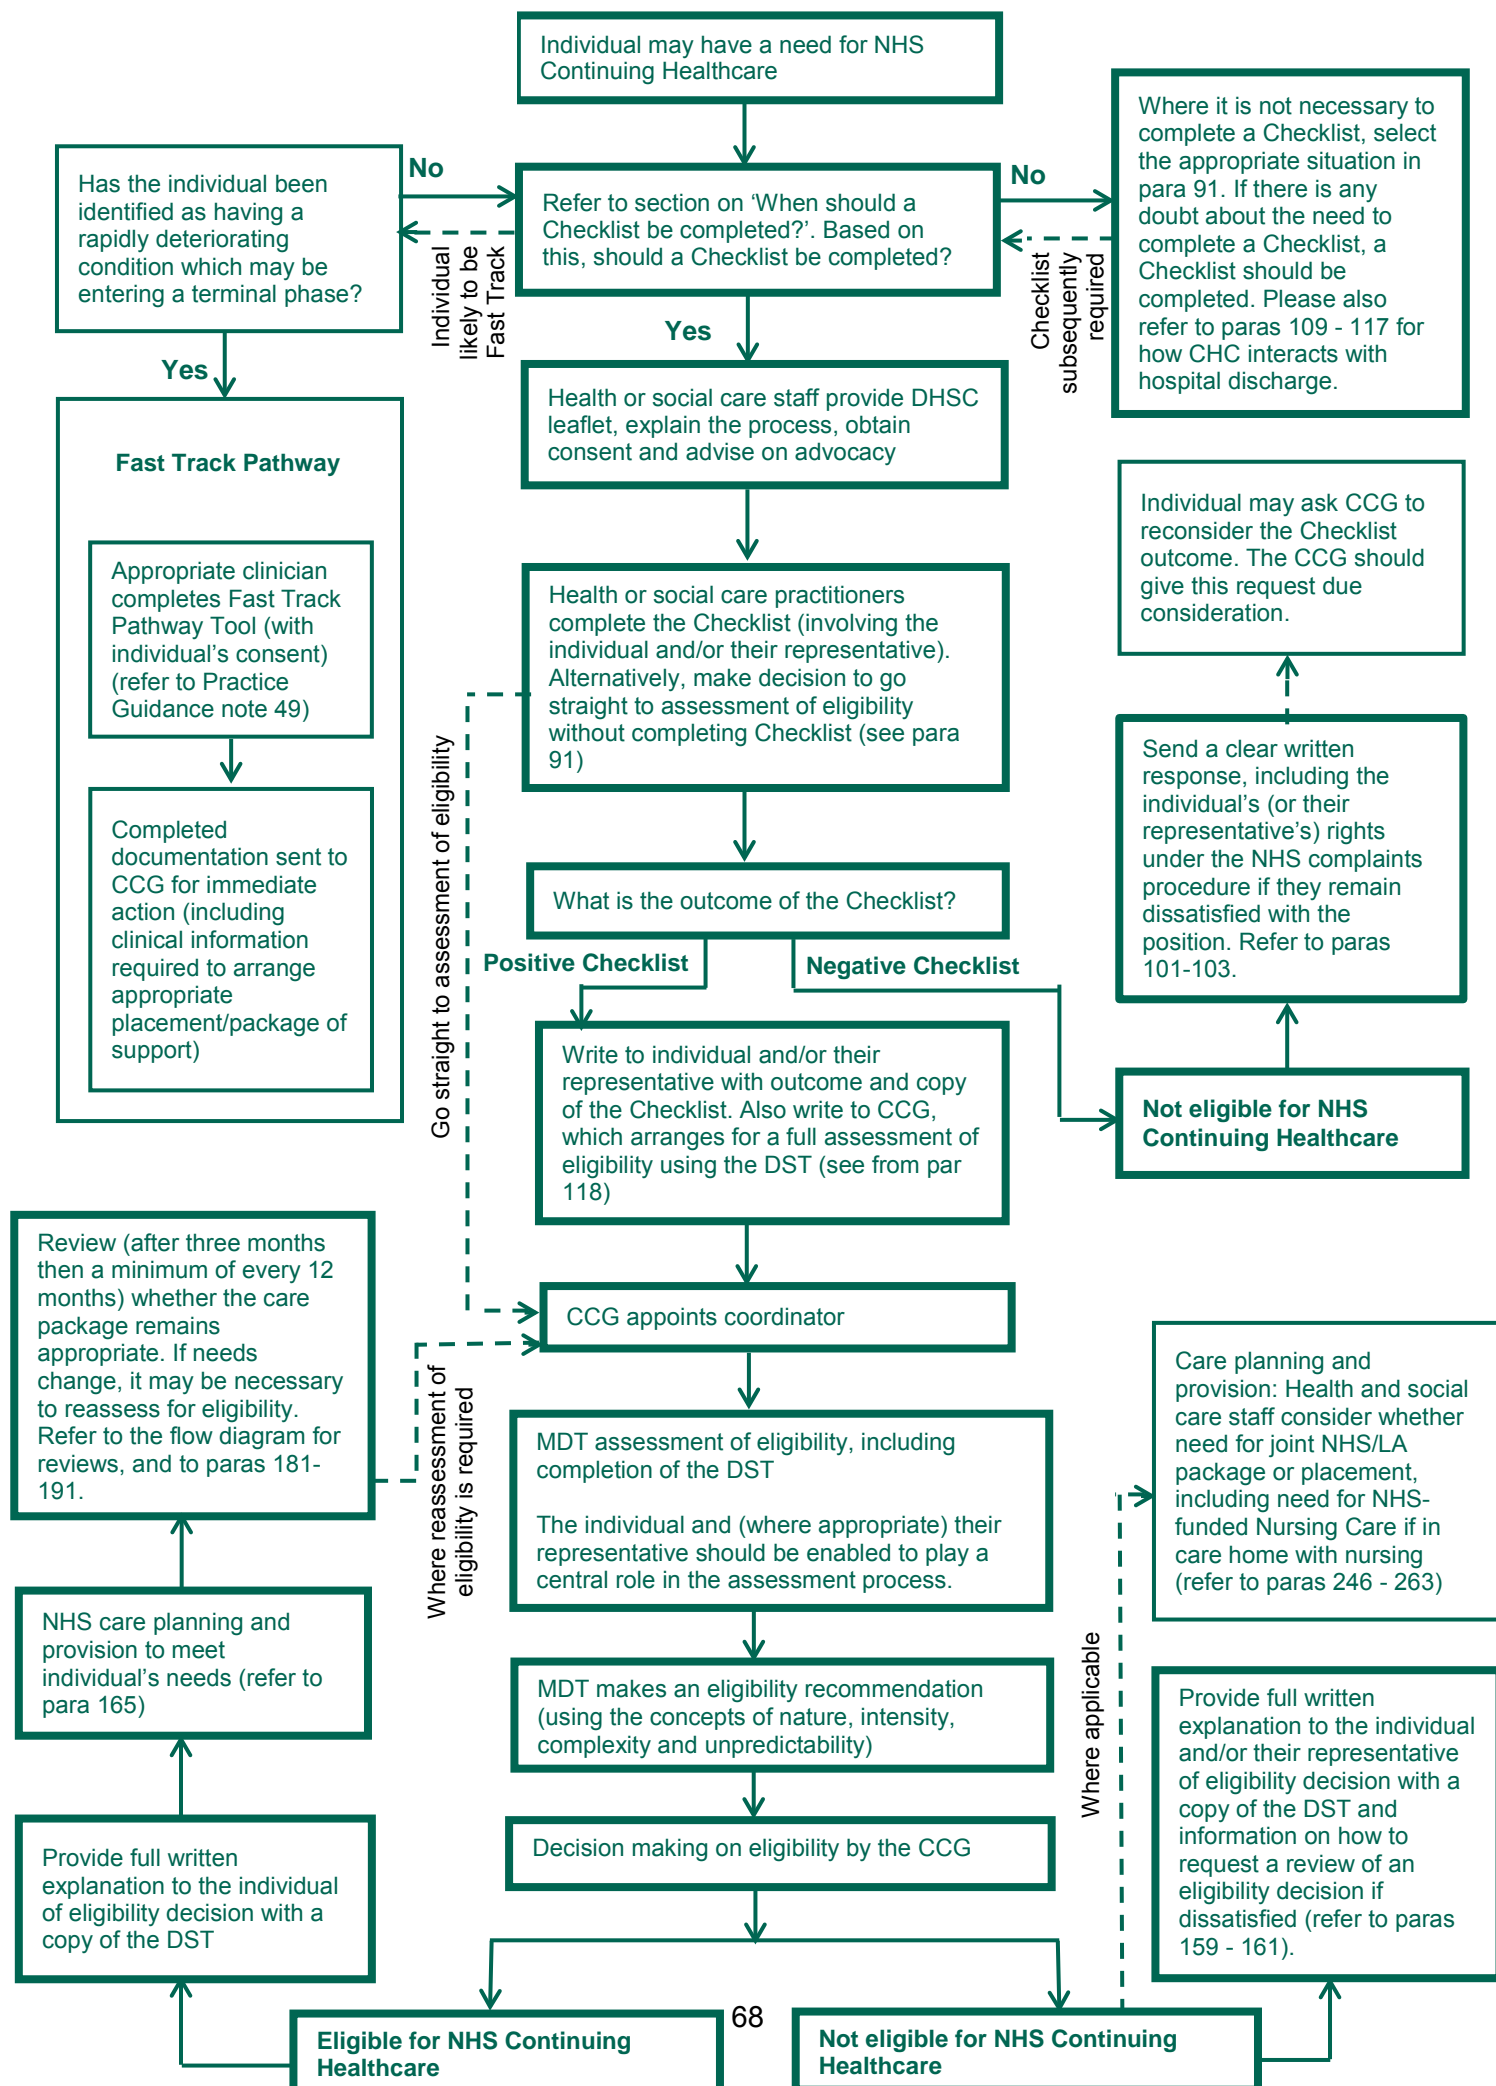 Individual may have a need for NHS
Continuing Healthcare
Where it is not necessary to
complete a Checklist, select
the appropriate situation in
para 91. If there is any
doubt about the need to
complete a Checklist, a
Checklist should be
completed. Please also
refer to paras 109 - 117 for
how CHC interacts with
hospital discharge.
Has the individual been
identified as having a
rapidly deteriorating
condition which may be
entering a terminal phase?
No
Refer to section on ‘When should a
Checklist be completed?’. Based on
this, should a Checklist be completed?
No
Individual
likely to be
Fast Track
Checklist
subsequently
required
Yes
Yes
Health or social care staff provide DHSC
leaflet, explain the process, obtain
consent and advise on advocacy
Fast Track Pathway
Appropriate clinician
completes Fast Track
Pathway Tool (with
individual’s consent)
(refer to Practice
Guidance note 49)
Completed
documentation sent to
CCG for immediate
action (including
clinical information
required to arrange
appropriate
placement/package of
support)
Individual may ask CCG to
reconsider the Checklist
outcome. The CCG should
give this request due
consideration.
Health or social care practitioners
complete the Checklist (involving the
individual and/or their representative).
Alternatively, make decision to go
straight to assessment of eligibility
without completing Checklist (see para
91)
Go straight to assessment of eligibility
Send a clear written
response, including the
individual’s (or their
representative’s) rights
under the NHS complaints
procedure if they remain
dissatisfied with the
position. Refer to paras
101-103.
What is the outcome of the Checklist?
Positive Checklist
Negative Checklist
Write to individual and/or their
representative with outcome and copy
of the Checklist. Also write to CCG,
which arranges for a full assessment of
eligibility using the DST (see from par
118)
Not eligible for NHS
Continuing Healthcare
Review (after three months
then a minimum of every 12
months) whether the care
package remains
appropriate. If needs
change, it may be necessary
to reassess for eligibility.
Refer to the flow diagram for
reviews, and to paras 181-
191.
CCG appoints coordinator
Where reassessment of
eligibility is required
Care planning and
provision: Health and social
care staff consider whether
need for joint NHS/LA
package or placement,
including need for NHS-
funded Nursing Care if in
care home with nursing
(refer to paras 246 - 263)
MDT assessment of eligibility, including
completion of the DST
The individual and (where appropriate) their
representative should be enabled to play a
central role in the assessment process.
NHS care planning and
provision to meet
individual’s needs (refer to
para 165)
MDT makes an eligibility recommendation
(using the concepts of nature, intensity,
complexity and unpredictability)
Where applicable
Provide full written
explanation to the individual
and/or their representative
of eligibility decision with a
copy of the DST and
information on how to
request a review of an
eligibility decision if
dissatisfied (refer to paras
159 - 161).
Decision making on eligibility by the CCG
Provide full written
explanation to the individual
of eligibility decision with a
copy of the DST
68
Eligible for NHS Continuing
Healthcare
Not eligible for NHS Continuing
Healthcare